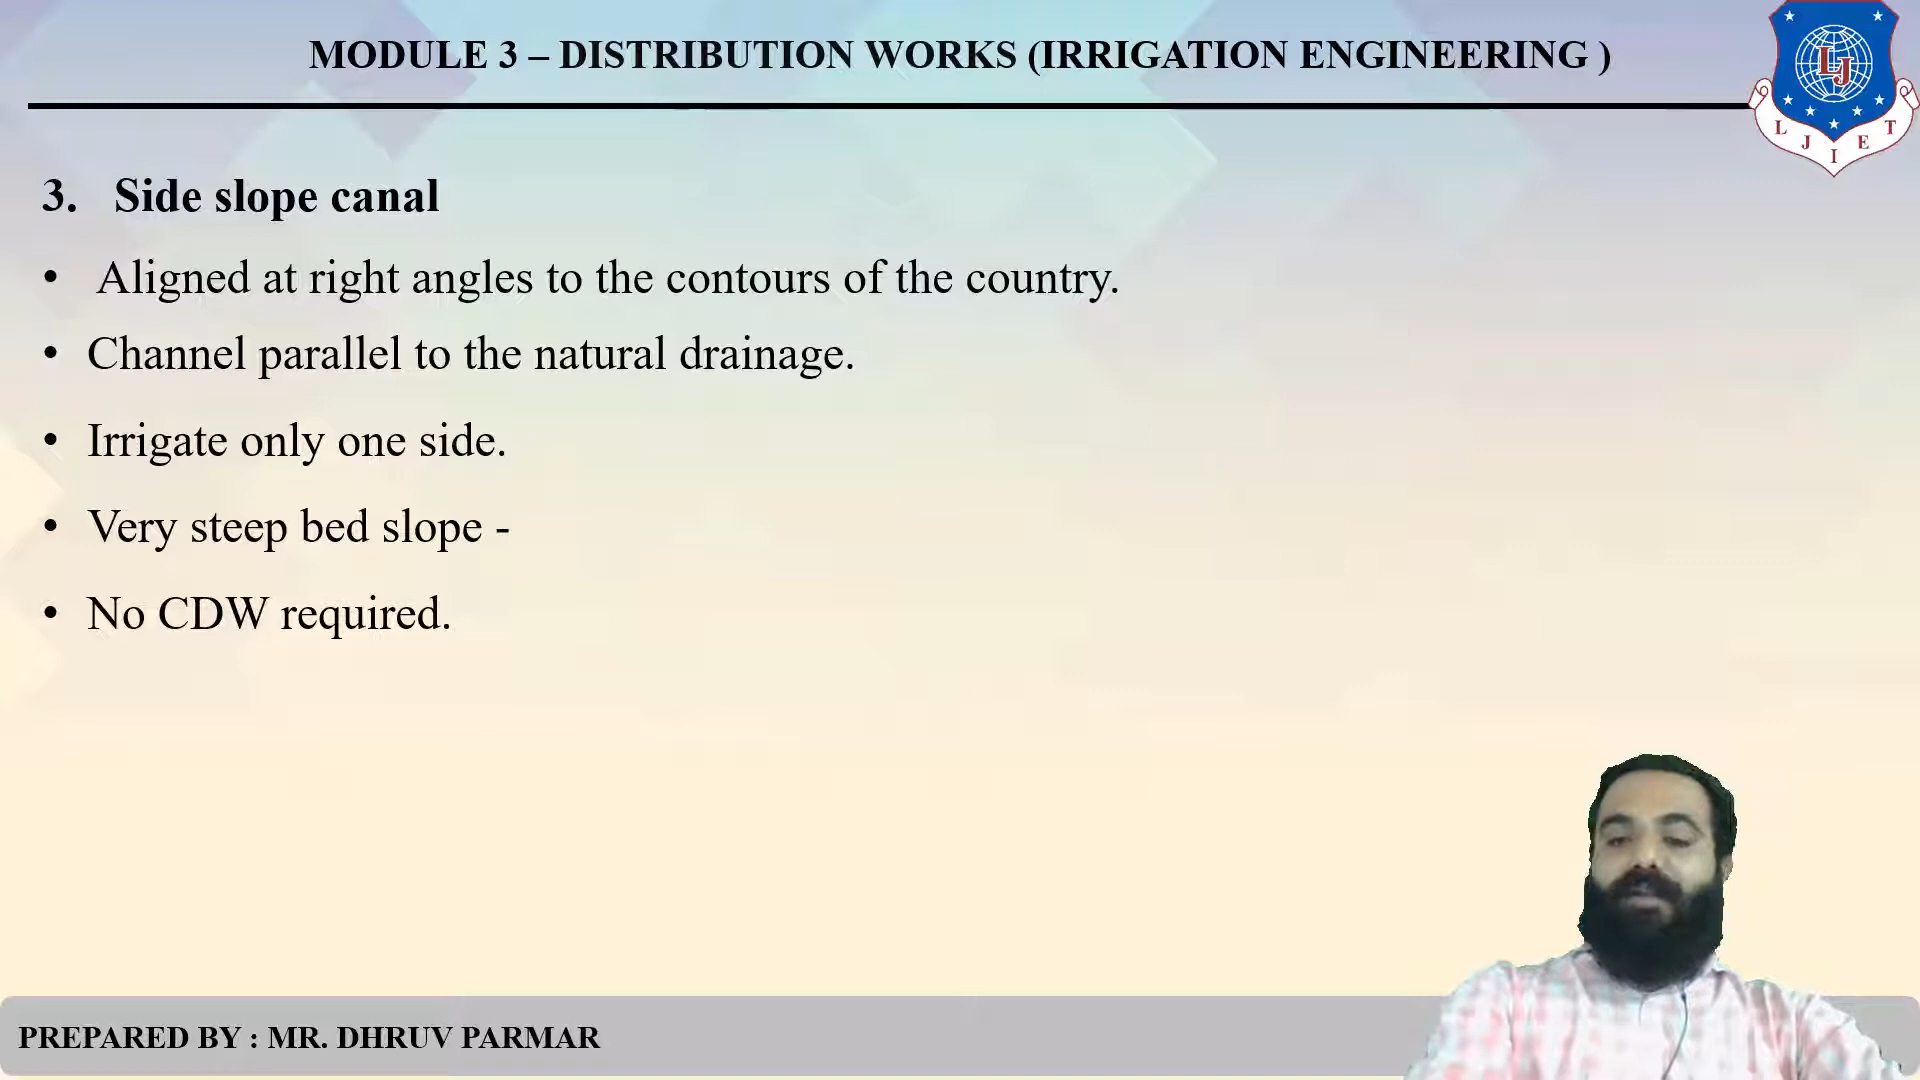 MODULE 3 – DISTRIBUTION WORKS (IRRIGATION ENGINEERING )
LJ
L J I E T
3. Side slope canal
• Aligned at right angles to the contours of the country.
• Channel parallel to the natural drainage.
• Irrigate only one side.
• Very steep bed slope -
• No CDW required.
PREPARED BY : MR. DHRUV PARMAR